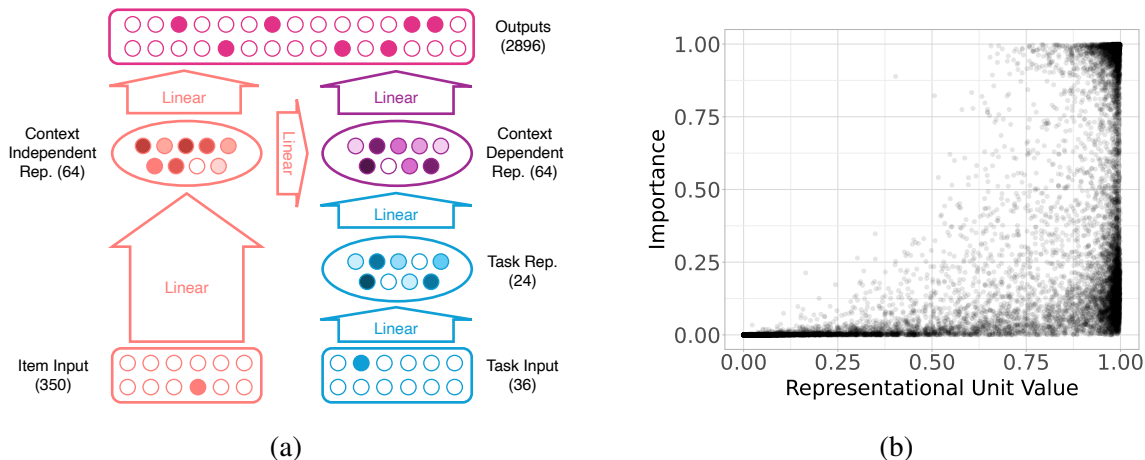 Outputs
(2896)
Linear
Linear
Context
Independent
Rep. (64)
Linear
Context
Dependent
Rep. (64)
Linear
Linear
Task Rep.
(24)
Linear
Item Input
(350)
Task Input
(36)
(a)
Importance
1.00
0.75
0.50
0.25
0.00
0.00 0.25 0.50 0.75 1.00
Representational Unit Value
(b)